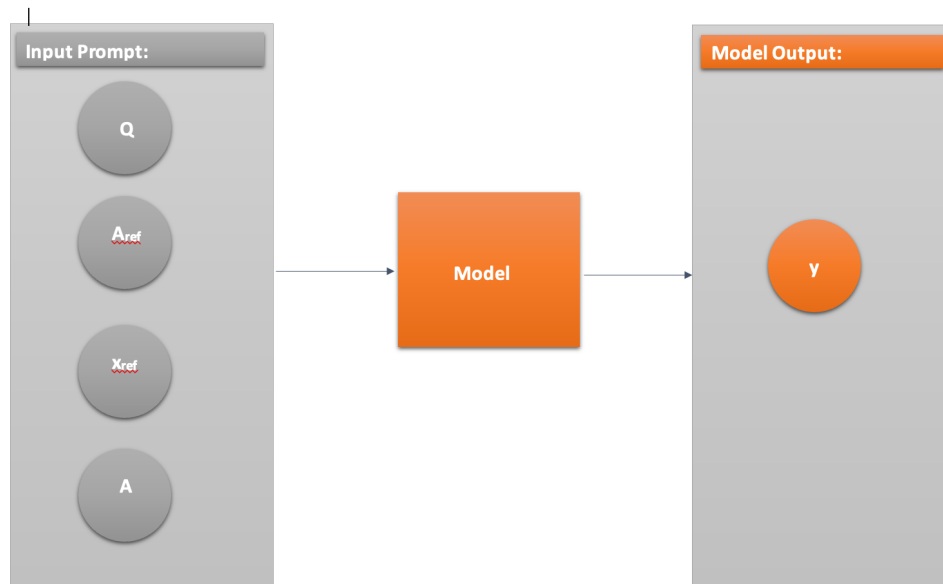 Input Prompt:
Q
Aref
xref
A
Model
Model Output:
y